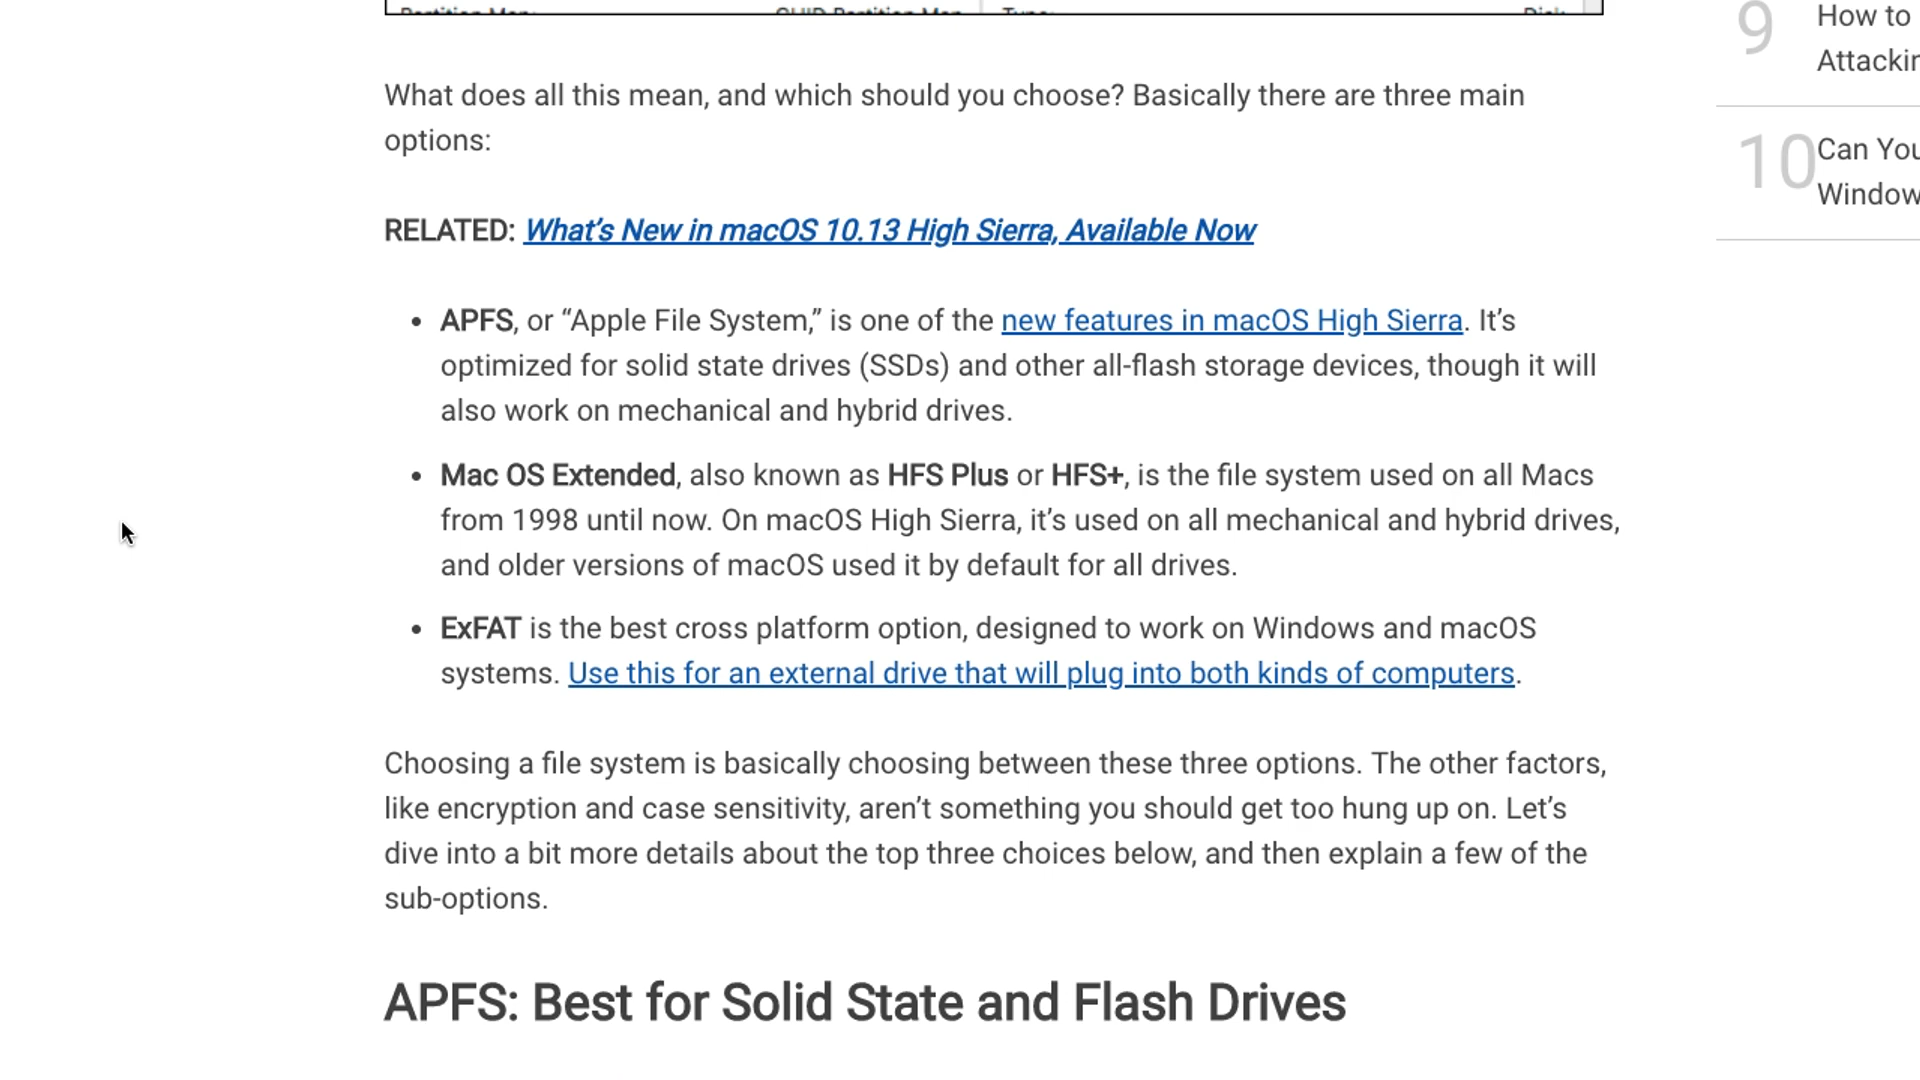 What does all this mean, and which should you choose? Basically there are three main
options:
RELATED: What’s New in macOS 10.13 High Sierra, Available Now
• APFS, or “Apple File System,” is one of the new features in macOS High Sierra. It’s
optimized for solid state drives (SSDs) and other all-flash storage devices, though it will
also work on mechanical and hybrid drives.
• Mac OS Extended, also known as HFS Plus or HFS+, is the file system used on all Macs
from 1998 until now. On macOS High Sierra, it’s used on all mechanical and hybrid drives,
and older versions of macOS used it by default for all drives.
• ExFAT is the best cross platform option, designed to work on Windows and macOS
systems. Use this for an external drive that will plug into both kinds of computers.
Choosing a file system is basically choosing between these three options. The other factors,
like encryption and case sensitivity, aren’t something you should get too hung up on. Let’s
dive into a bit more details about the top three choices below, and then explain a few of the
sub-options.
APFS: Best for Solid State and Flash Drives
9
How to
10
Can